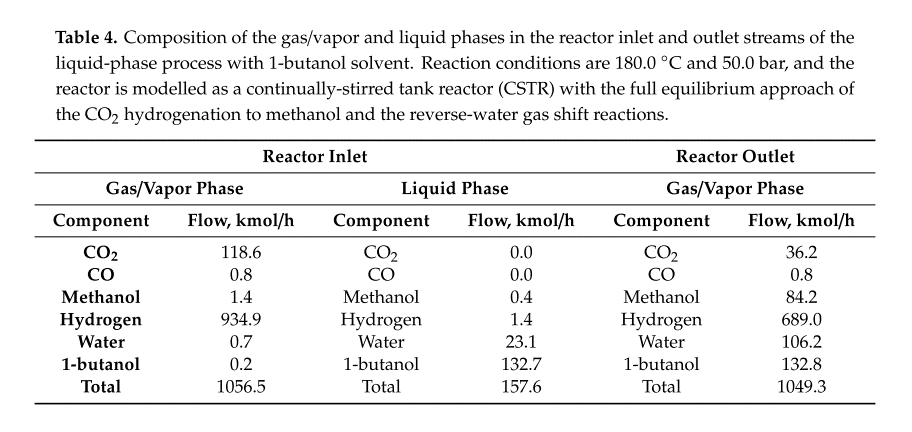 Table 4. Composition of the gas/vapor and liquid phases in the reactor inlet and outlet streams of the
liquid-phase process with 1-butanol solvent. Reaction conditions are 180.0 °C and 50.0 bar, and the
reactor is modelled as a continually-stirred tank reactor (CSTR) with the full equilibrium approach of
the CO₂ hydrogenation to methanol and the reverse-water gas shift reactions.
Reactor Inlet Reactor Outlet
Gas/Vapor Phase Liquid Phase Gas/Vapor Phase
Component Flow, kmol/h Component Flow, kmol/h Component Flow, kmol/h
CO₂ 118.6 CO₂ 0.0 CO₂ 36.2
CO 0.8 CO 0.0 CO 0.8
Methanol 1.4 Methanol 0.4 Methanol 84.2
Hydrogen 934.9 Hydrogen 1.4 Hydrogen 689.0
Water 0.7 Water 23.1 Water 106.2
1-butanol 0.2 1-butanol 132.7 1-butanol 132.8
Total 1056.5 Total 157.6 Total 1049.3